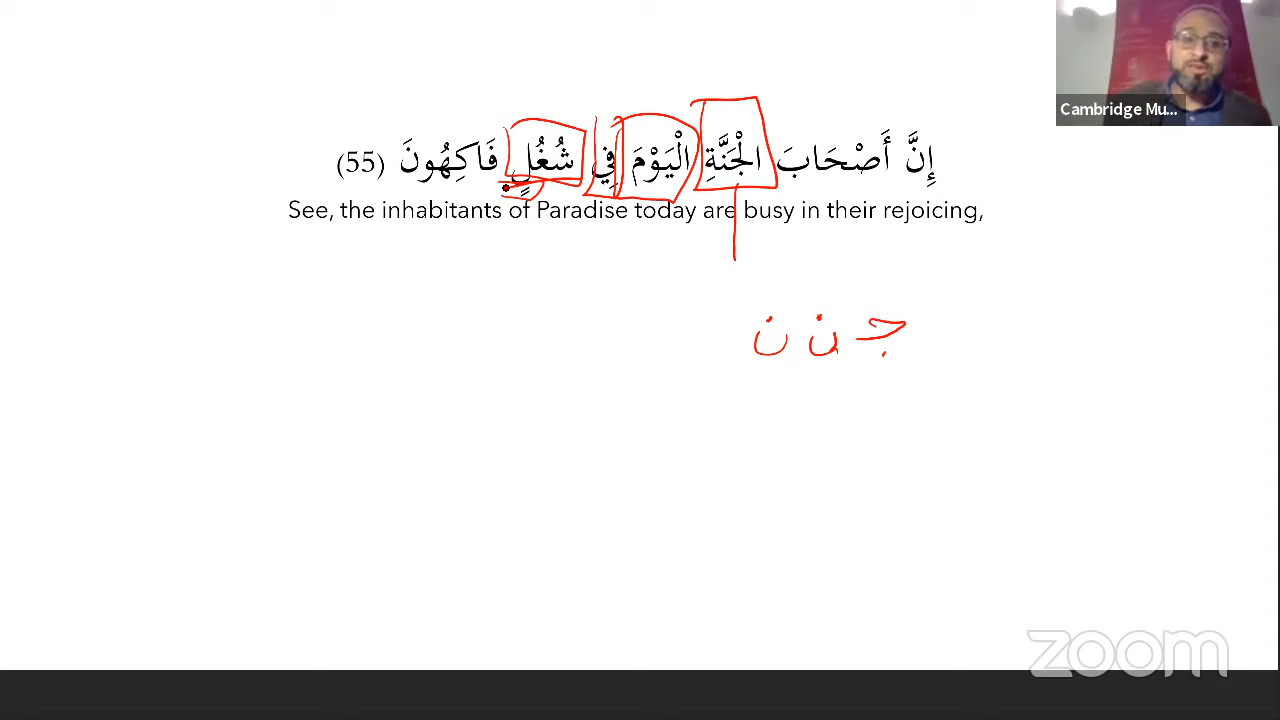 Cambridge Mu...
إِنَّ أَصْحَابَ الْجَنَّةِ الْيَوْمَ فِي شُغُلٍ فَاكِهُونَ (55)
See, the inhabitants of Paradise today are busy in their rejoicing,
ج ن ن
zoom